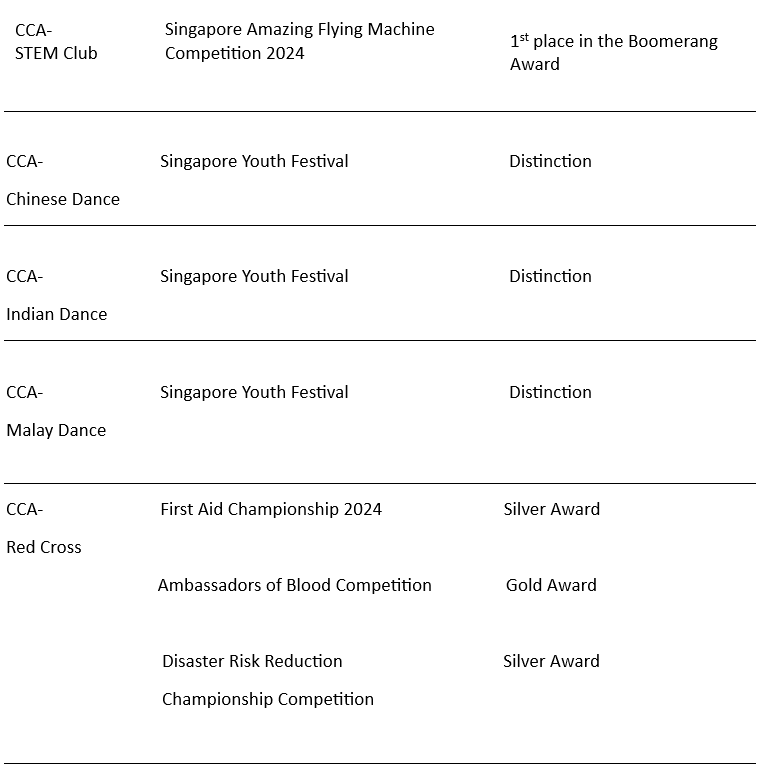 CCA-
STEM Club
Singapore Amazing Flying Machine
Competition 2024
1st place in the Boomerang
Award
CCA-
Chinese Dance
Singapore Youth Festival
Distinction
CCA-
Indian Dance
Singapore Youth Festival
Distinction
CCA-
Malay Dance
Singapore Youth Festival
Distinction
CCA-
Red Cross
First Aid Championship 2024
Silver Award
Ambassadors of Blood Competition
Gold Award
Disaster Risk Reduction
Championship Competition
Silver Award